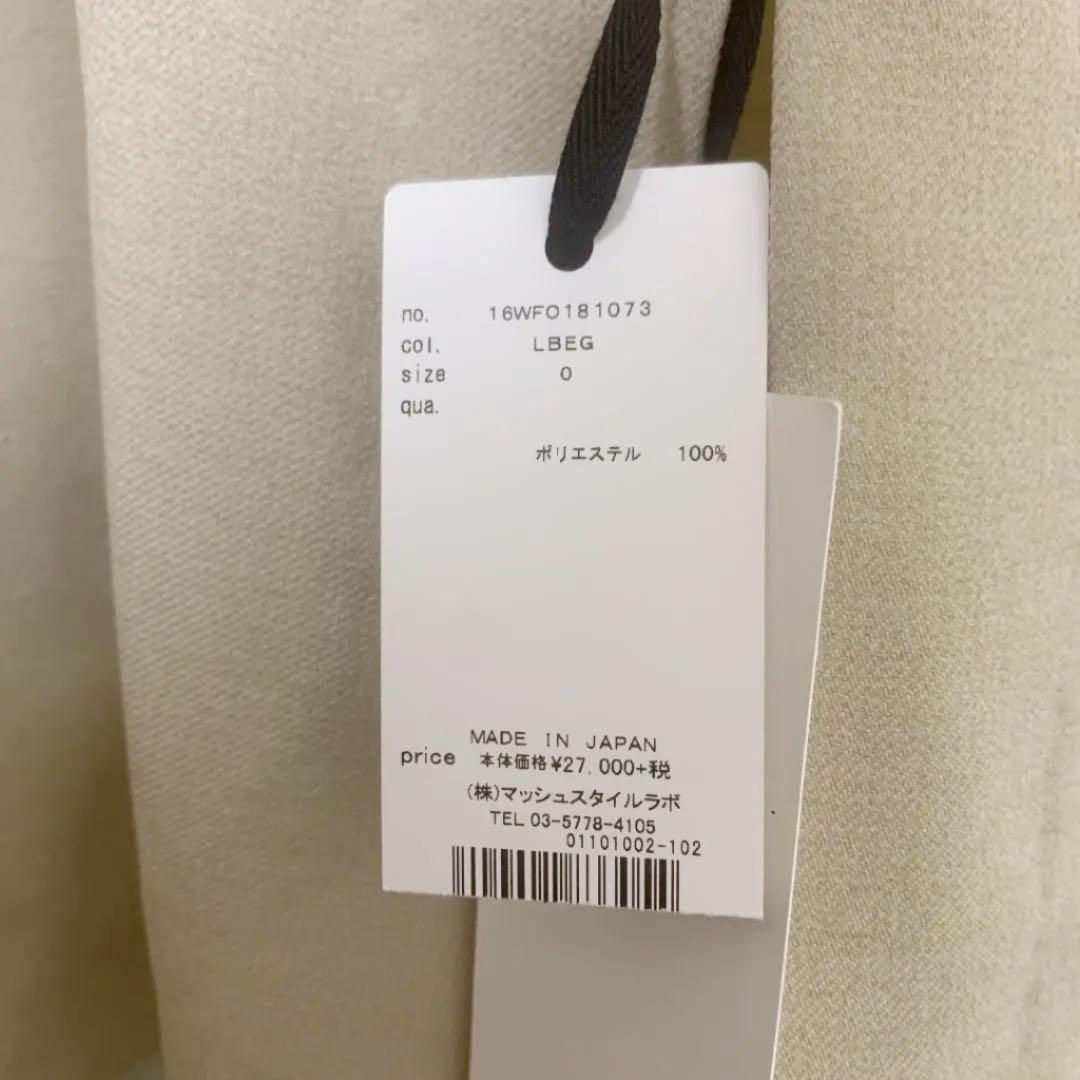 no. 16WFO181073
col. LBEG
size 0
qua.
ポリエステル 100%
MADE IN JAPAN
price 本体価格¥27,000+税
(株)マッシュスタイルラボ
TEL 03-5778-4105
01101002-102